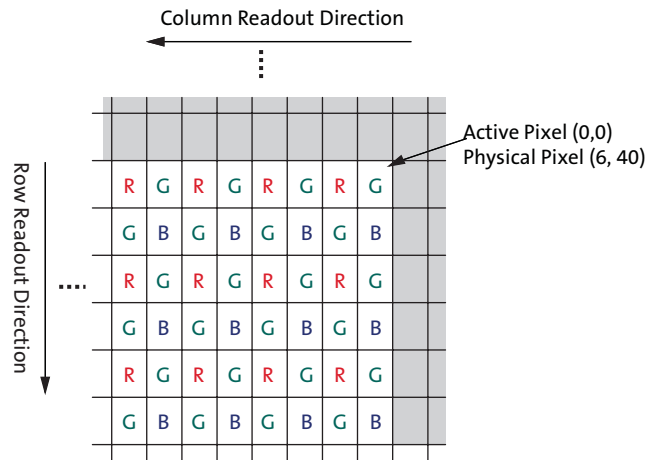 Column Readout Direction
Active Pixel (0,0)
Physical Pixel (6, 40)
Row Readout Direction
R G R G R G R G
G B G B G B G B
R G R G R G R G
G B G B G B G B
R G R G R G R G
G B G B G B G B